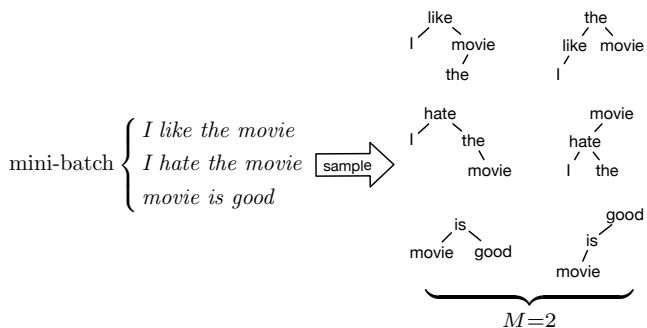 like
the
I
movie
like
movie
the
I
hate
movie
I like the movie
I
the
hate
mini-batch
I hate the movie
sample
movie
I
the
movie is good
is
good
movie
good
is
movie
M=2